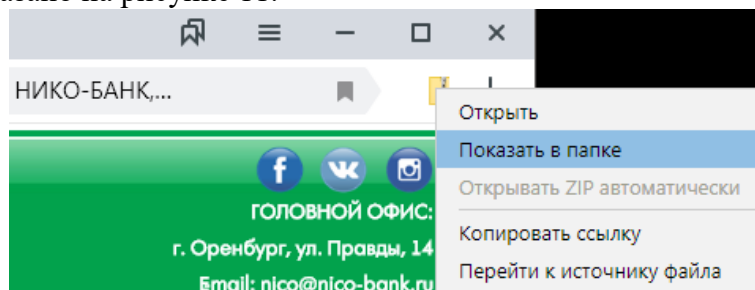 НИКО-БАНК,...
Открыть
Показать в папке
Открывать ZIP автоматически
Копировать ссылку
Перейти к источнику файла
ГОЛОВНОЙ ОФИС:
г. Оренбург, ул. Правды, 14
Email: nico@nico-bank.ru